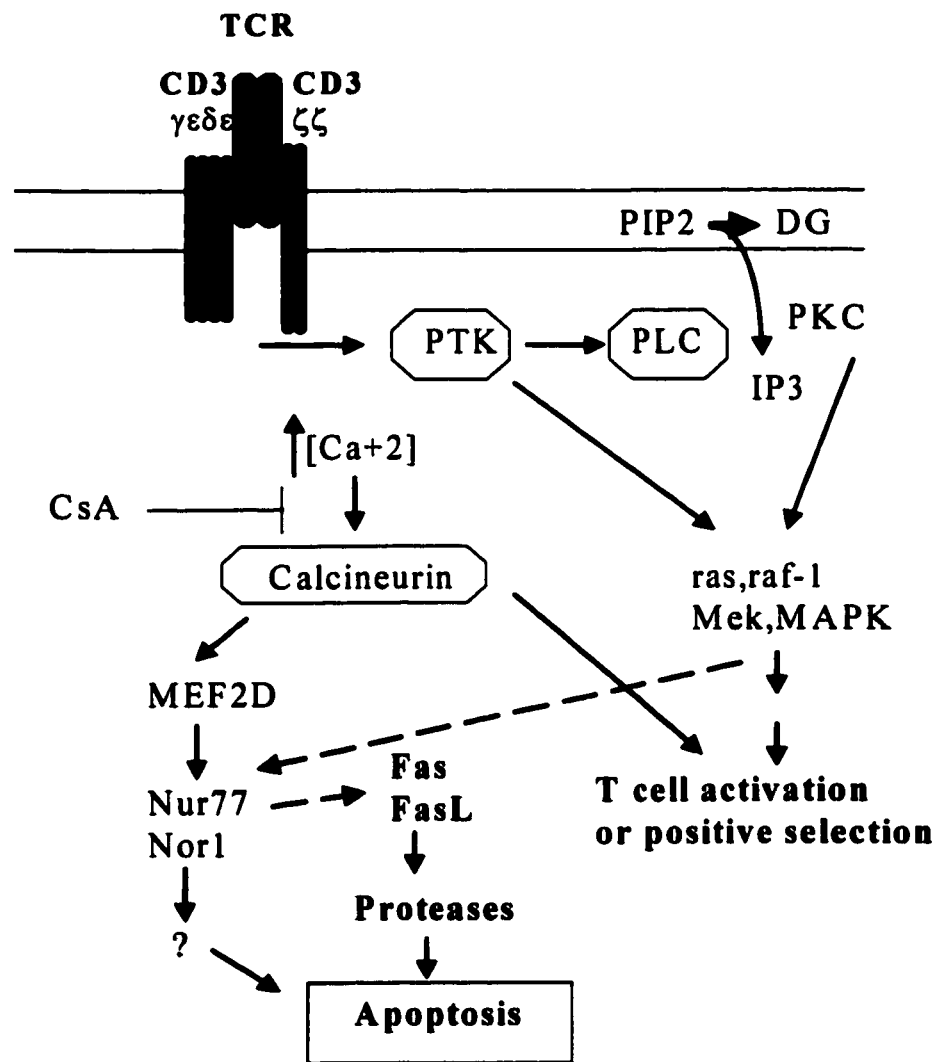 TCR
CD3 CD3
γεδε ζζ
PIP2 DG
PKC
PTK PLC
IP3
[Ca+2]
CsA
Calcineurin
ras,raf-1
Mek,MAPK
MEF2D
Fas
FasL
Nur77
Nor1
T cell activation
or positive selection
Proteases
?
Apoptosis